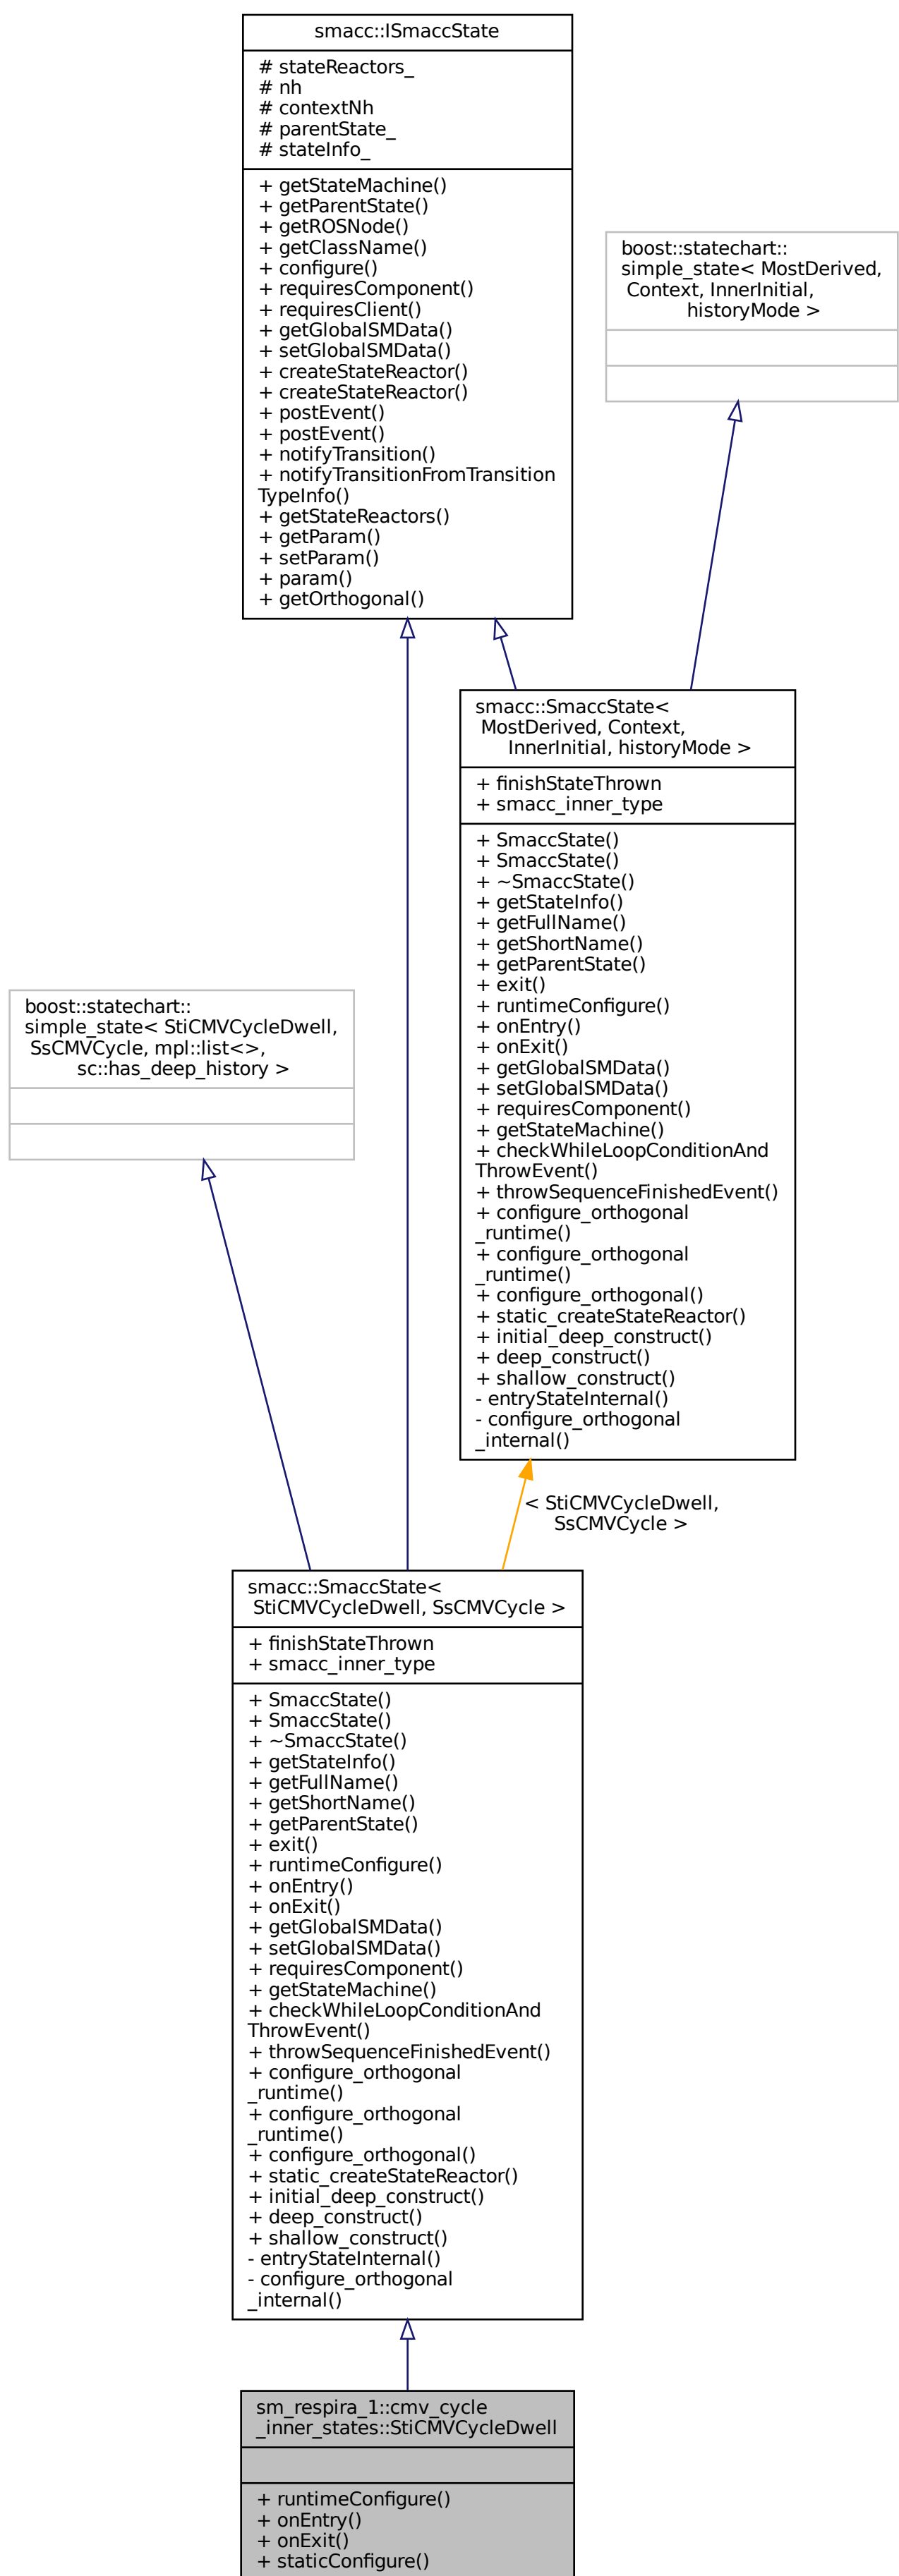 smacc::ISmaccState
# stateReactors_
# nh
# contextNh
# parentState_
# stateInfo_
+ getStateMachine()
+ getParentState()
+ getROSNode()
+ getClassName()
+ configure()
+ requiresComponent()
+ requiresClient()
+ getGlobalSMData()
+ setGlobalSMData()
+ createStateReactor()
+ createStateReactor()
+ postEvent()
+ postEvent()
+ notifyTransition()
+ notifyTransitionFromTransition
TypeInfo()
+ getStateReactors()
+ getParam()
+ setParam()
+ param()
+ getOrthogonal()
boost::statechart::
simple_state< MostDerived,
Context, InnerInitial,
historyMode >
smacc::SmaccState<
MostDerived, Context,
InnerInitial, historyMode >
+ finishStateThrown
+ smacc_inner_type
+ SmaccState()
+ SmaccState()
+ ~SmaccState()
+ getStateInfo()
+ getFullName()
+ getShortName()
+ getParentState()
+ exit()
+ runtimeConfigure()
+ onEntry()
+ onExit()
+ getGlobalSMData()
+ setGlobalSMData()
+ requiresComponent()
+ getStateMachine()
+ checkWhileLoopConditionAnd
ThrowEvent()
+ throwSequenceFinishedEvent()
+ configure_orthogonal
_runtime()
+ configure_orthogonal
_runtime()
+ configure_orthogonal()
+ static_createStateReactor()
+ initial_deep_construct()
+ deep_construct()
+ shallow_construct()
- entryStateInternal()
- configure_orthogonal
_internal()
boost::statechart::
simple_state< StiCMVCycleDwell,
SsCMVCycle, mpl::list<>,
sc::has_deep_history >
< StiCMVCycleDwell,
SsCMVCycle >
smacc::SmaccState<
StiCMVCycleDwell, SsCMVCycle >
+ finishStateThrown
+ smacc_inner_type
+ SmaccState()
+ SmaccState()
+ ~SmaccState()
+ getStateInfo()
+ getFullName()
+ getShortName()
+ getParentState()
+ exit()
+ runtimeConfigure()
+ onEntry()
+ onExit()
+ getGlobalSMData()
+ setGlobalSMData()
+ requiresComponent()
+ getStateMachine()
+ checkWhileLoopConditionAnd
ThrowEvent()
+ throwSequenceFinishedEvent()
+ configure_orthogonal
_runtime()
+ configure_orthogonal
_runtime()
+ configure_orthogonal()
+ static_createStateReactor()
+ initial_deep_construct()
+ deep_construct()
+ shallow_construct()
- entryStateInternal()
- configure_orthogonal
_internal()
sm_respira_1::cmv_cycle
_inner_states::StiCMVCycleDwell
+ runtimeConfigure()
+ onEntry()
+ onExit()
+ staticConfigure()